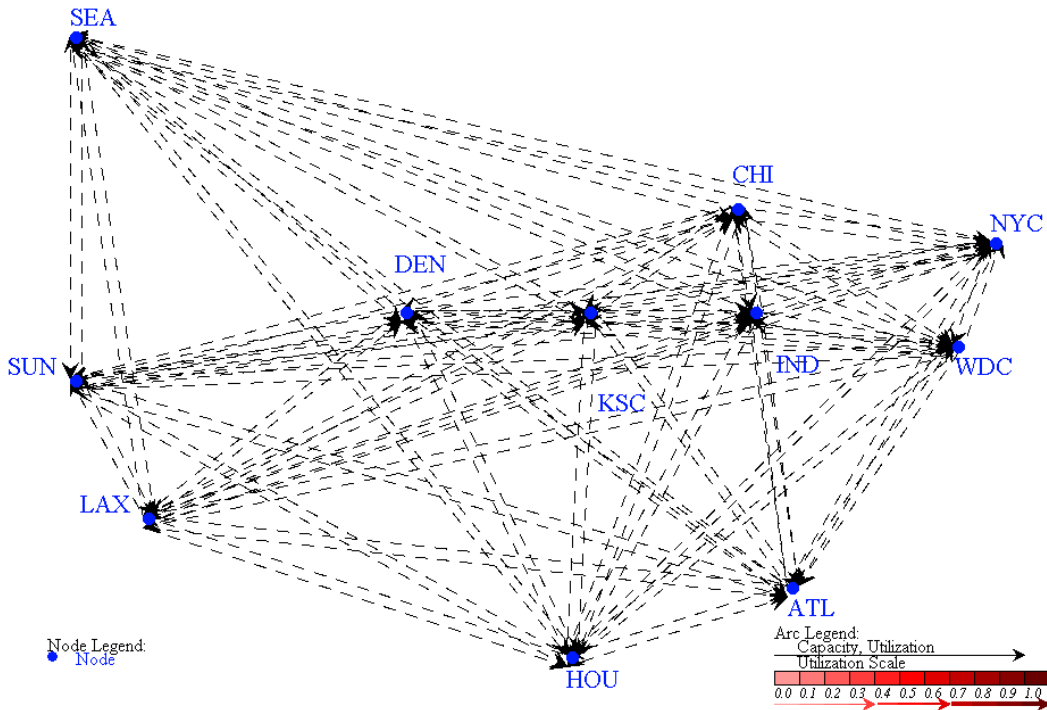 SEA
CHI
NYC
DEN
SUN
IND
WDC
KSC
LAX
ATL
HOU
Node Legend:
Node
Arc Legend:
Capacity, Utilization
Utilization Scale
0.0 0.1 0.2 0.3 0.4 0.5 0.6 0.7 0.8 0.9 1.0